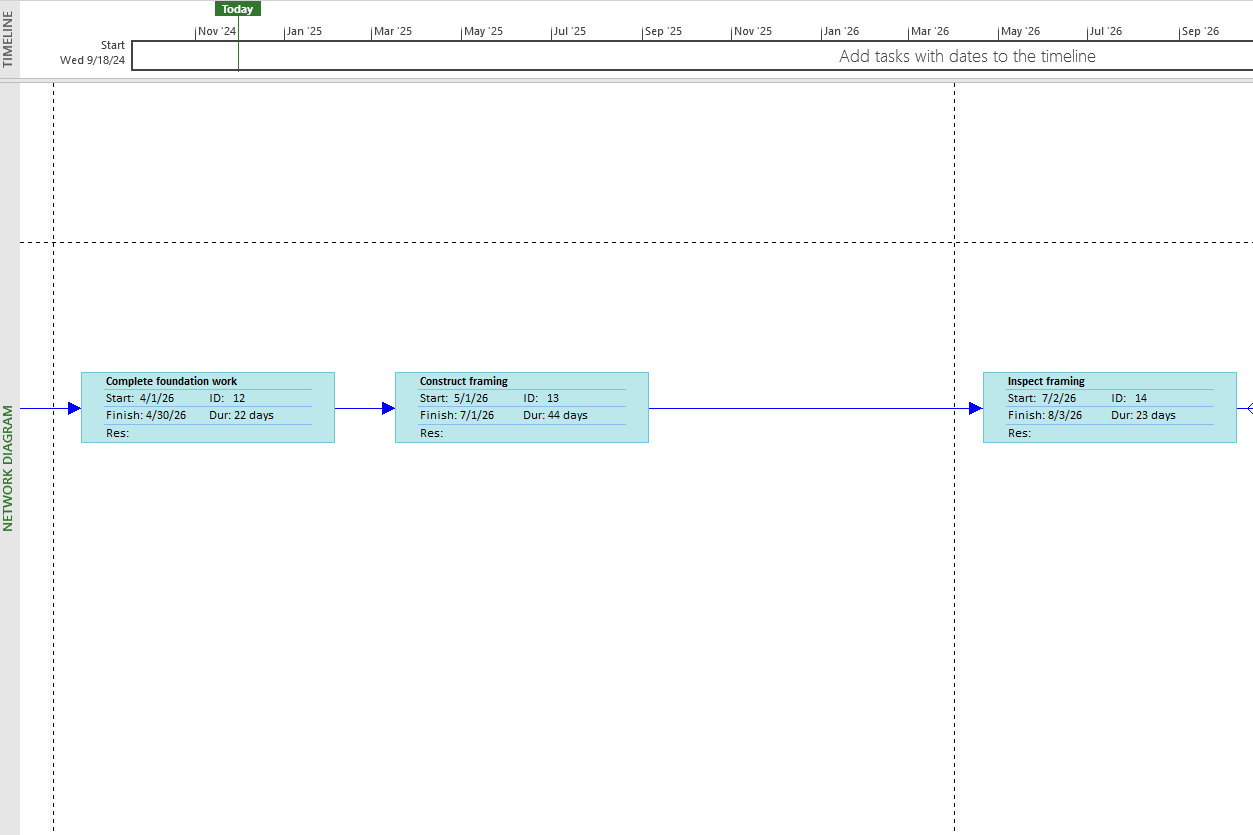 TIMELINE
Today
Nov '24 Jan '25 Mar '25 May '25 Jul '25 Sep '25 Nov '25 Jan '26 Mar '26 May '26 Jul '26 Sep '26
Start
Wed 9/18/24
Add tasks with dates to the timeline
NETWORK DIAGRAM
Complete foundation work
Start: 4/1/26 ID: 12
Finish: 4/30/26 Dur: 22 days
Res:
Construct framing
Start: 5/1/26 ID: 13
Finish: 7/1/26 Dur: 44 days
Res:
Inspect framing
Start: 7/2/26 ID: 14
Finish: 8/3/26 Dur: 23 days
Res: